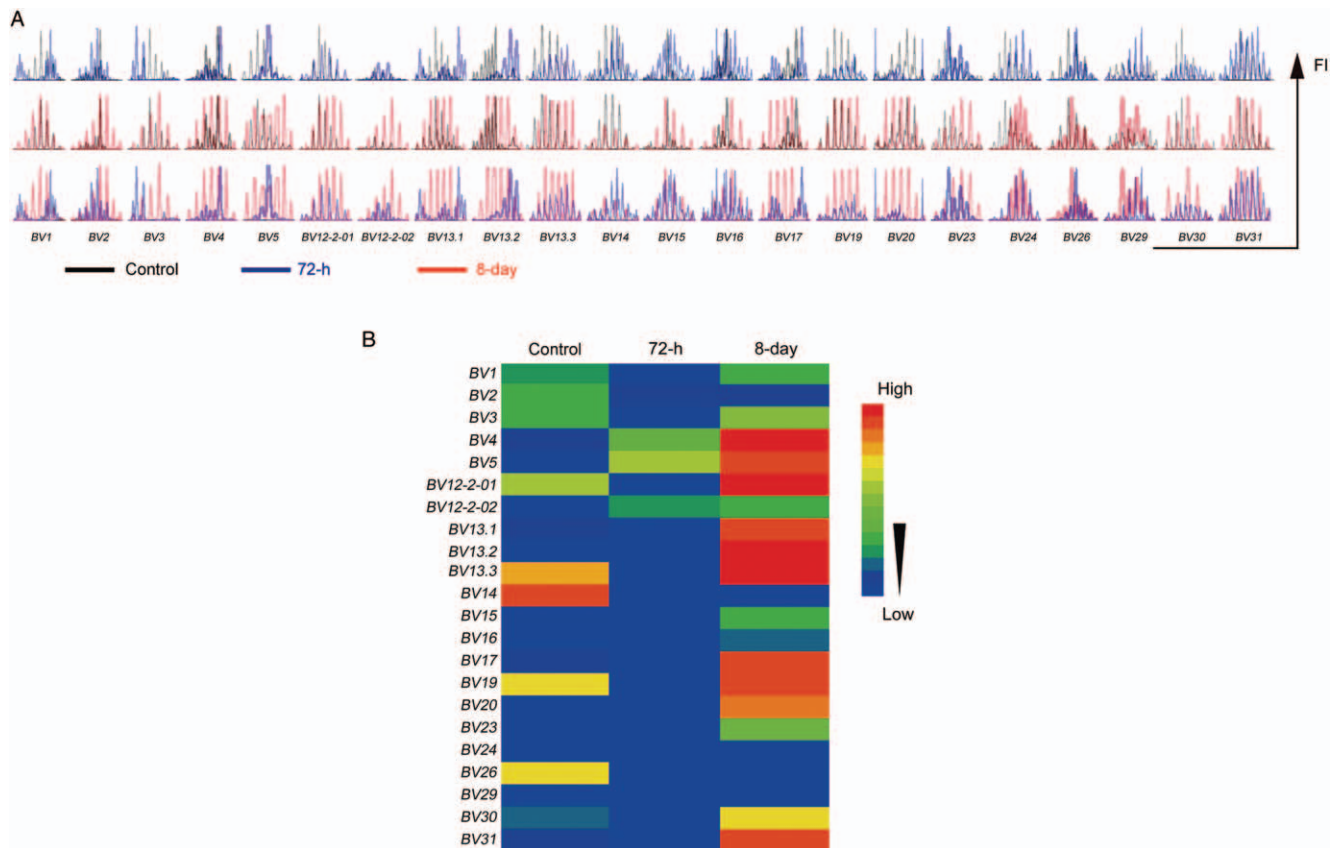 A
FI
BV1 BV2 BV3 BV4 BV5 BV12-2-01 BV12-2-02 BV13.1 BV13.2 BV13.3 BV14 BV15 BV16 BV17 BV19 BV20 BV23 BV24 BV26 BV29 BV30 BV31
Control 72-h 8-day
B
Control 72-h 8-day
BV1
BV2
BV3
BV4
BV5
BV12-2-01
BV12-2-02
BV13.1
BV13.2
BV13.3
BV14
BV15
BV16
BV17
BV19
BV20
BV23
BV24
BV26
BV29
BV30
BV31
High
Low